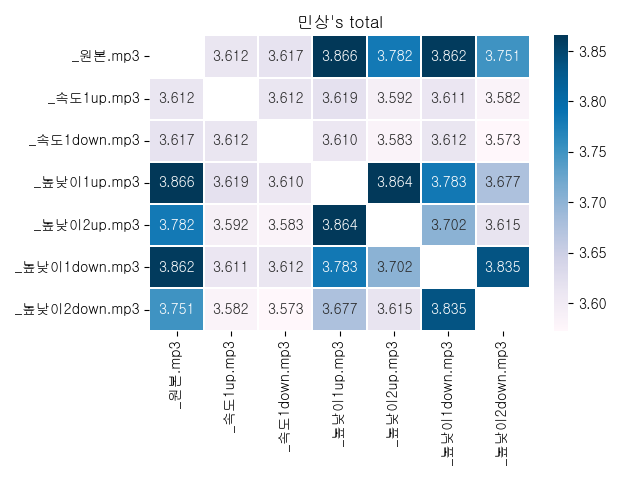 민상's total
_원본.mp3 3.612 3.617 3.866 3.782 3.862 3.751
_속도1up.mp3 3.612 3.612 3.619 3.592 3.611 3.582
_속도1down.mp3 3.617 3.612 3.610 3.583 3.612 3.573
_높낮이1up.mp3 3.866 3.619 3.610 3.864 3.783 3.677
_높낮이2up.mp3 3.782 3.592 3.583 3.864 3.702 3.615
_높낮이1down.mp3 3.862 3.611 3.612 3.783 3.702 3.835
_높낮이2down.mp3 3.751 3.582 3.573 3.677 3.615 3.835
_원본.mp3
_속도1up.mp3
_속도1down.mp3
_높낮이1up.mp3
_높낮이2up.mp3
_높낮이1down.mp3
_높낮이2down.mp3
3.85
3.80
3.75
3.70
3.65
3.60